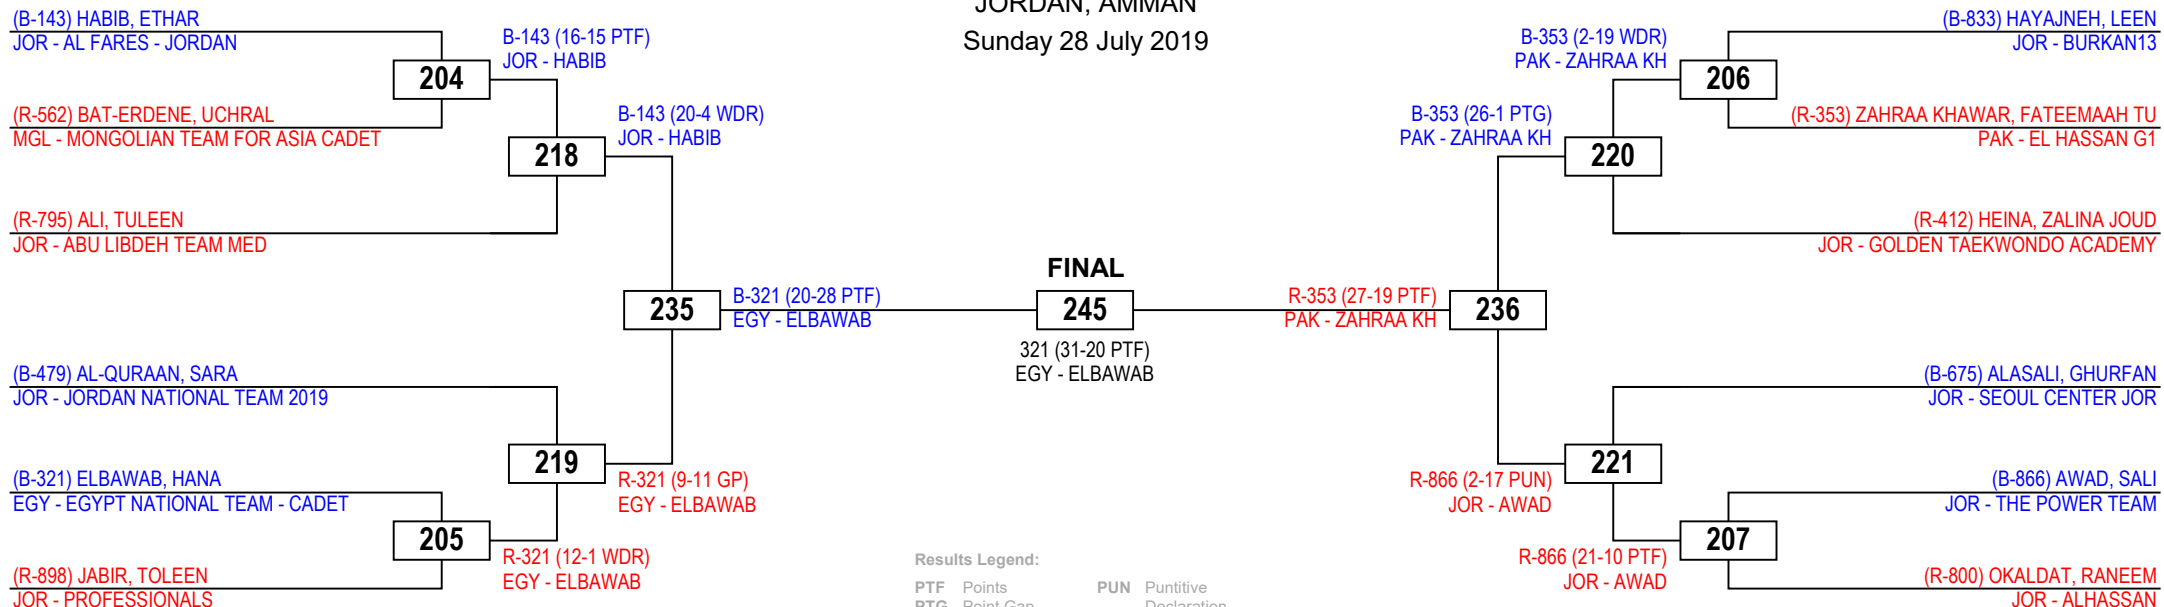 JORDAN, AMMAN
Sunday 28 July 2019
(B-143) HABIB, ETHAR
JOR - AL FARES - JORDAN
204
(R-562) BAT-ERDENE, UCHRAL
MGL - MONGOLIAN TEAM FOR ASIA CADET
B-143 (16-15 PTF)
JOR - HABIB
218
(R-795) ALI, TULEEN
JOR - ABU LIBDEH TEAM MED
B-143 (20-4 WDR)
JOR - HABIB
235
(B-479) AL-QURAAN, SARA
JOR - JORDAN NATIONAL TEAM 2019
219
(B-321) ELBAWAB, HANA
EGY - EGYPT NATIONAL TEAM - CADET
205
(R-898) JABIR, TOLEEN
JOR - PROFESSIONALS
R-321 (12-1 WDR)
EGY - ELBAWAB
R-321 (9-11 GP)
EGY - ELBAWAB
B-321 (20-28 PTF)
EGY - ELBAWAB
FINAL
245
321 (31-20 PTF)
EGY - ELBAWAB
R-353 (27-19 PTF)
PAK - ZAHRAA KH
236
B-353 (26-1 PTG)
PAK - ZAHRAA KH
220
B-353 (2-19 WDR)
PAK - ZAHRAA KH
206
(B-833) HAYAJNEH, LEEN
JOR - BURKAN13
(R-353) ZAHRAA KHAWAR, FATEEMAAH TU
PAK - EL HASSAN G1
(R-412) HEINA, ZALINA JOUD
JOR - GOLDEN TAEKWONDO ACADEMY
(B-675) ALASALI, GHURFAN
JOR - SEOUL CENTER JOR
221
R-866 (2-17 PUN)
JOR - AWAD
(B-866) AWAD, SALI
JOR - THE POWER TEAM
207
R-866 (21-10 PTF)
JOR - AWAD
(R-800) OKALDAT, RANEEM
JOR - ALHASSAN
Results Legend:
PTF Points PUN Puntitive
PTG Point Gap Declaration